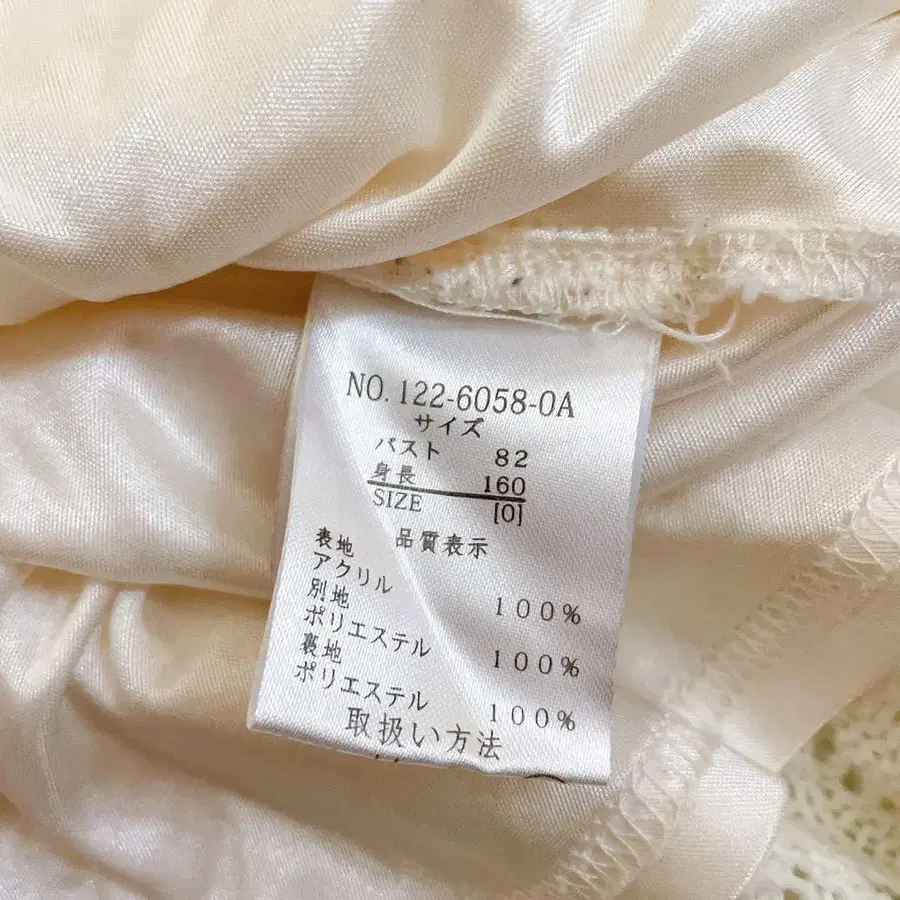 NO. 122-6058-0A
サイズ
バスト 82
身長 160
SIZE [0]
品質表示
表地
アクリル 100%
別地
ポリエステル 100%
裏地
ポリエステル 100%
取扱い方法